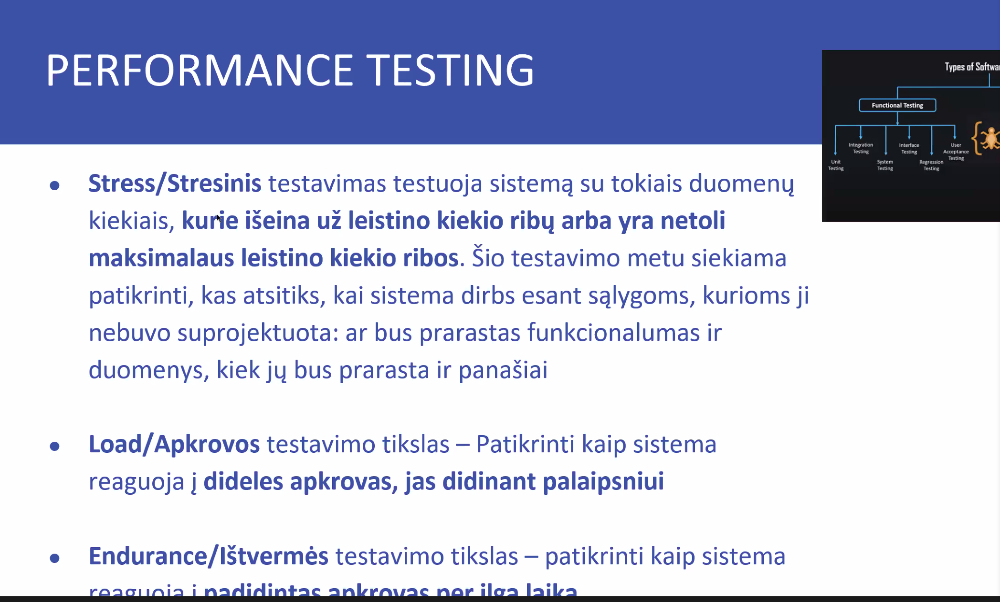 PERFORMANCE TESTING
Types of Softwar
Functional Testing
Integration
Testing
Interface
Testing
User
Acceptance
Testing
Unit
Testing
System
Testing
Regression
Testing
● Stress/Stresinis testavimas testuoja sistemą su tokiais duomenų
kiekiais, kurie išeina už leistino kiekio ribų arba yra netoli
maksimalaus leistino kiekio ribos. Šio testavimo metu siekiama
patikrinti, kas atsitiks, kai sistema dirbs esant sąlygoms, kurioms ji
nebuvo suprojektuota: ar bus prarastas funkcionalumas ir
duomenys, kiek jų bus prarasta ir panašiai
● Load/Apkrovos testavimo tikslas – Patikrinti kaip sistema
reaguoja į dideles apkrovas, jas didinant palaipsniui
● Endurance/Ištvermės testavimo tikslas – patikrinti kaip sistema
reaguoja į padidintas apkrovas per ilgą laiką